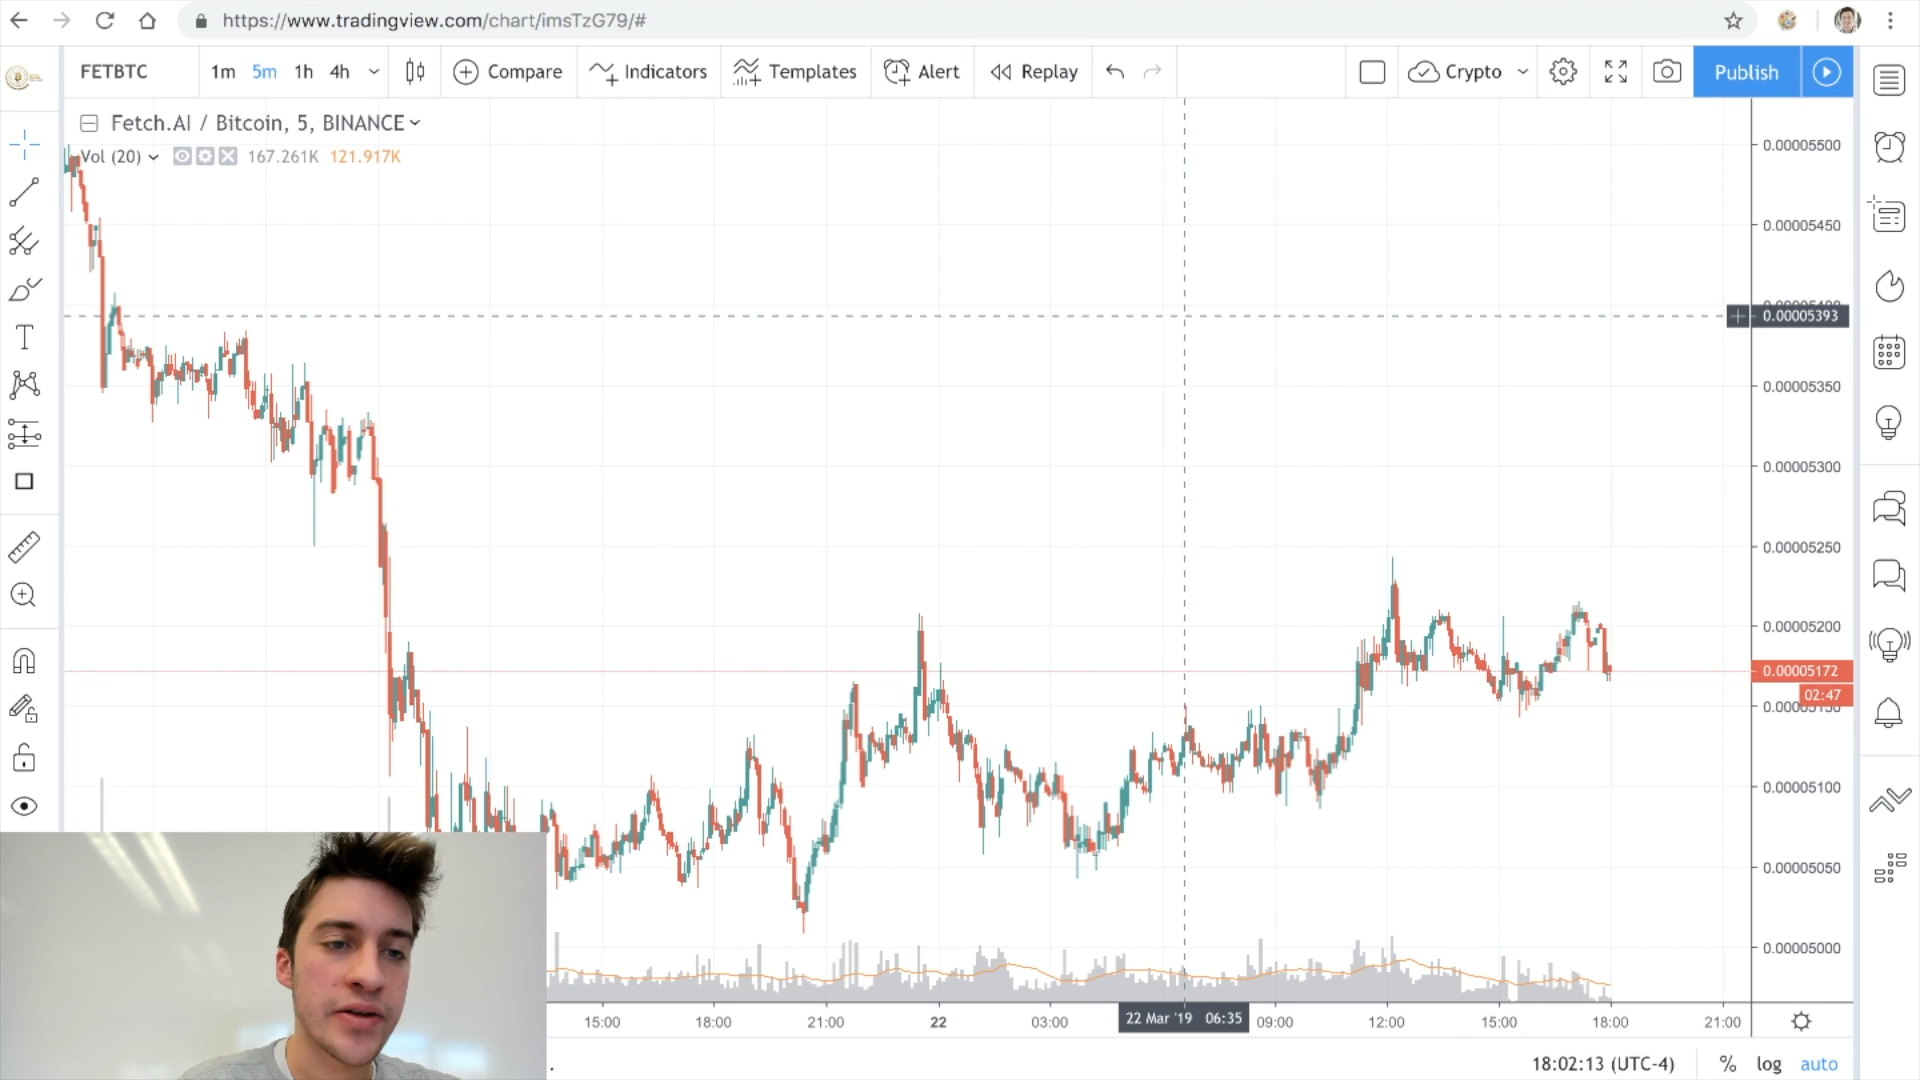 https://www.tradingview.com/chart/imsTzG79/#
FETBTC 1m 5m 1h 4h Compare Indicators Templates Alert Replay Crypto Publish
Fetch.AI / Bitcoin, 5, BINANCE
Vol (20) 167.261K 121.917K
0.00005500
0.00005450
0.00005393
0.00005350
0.00005300
0.00005250
0.00005200
0.00005172
02:47
0.00005100
0.00005050
0.00005000
15:00 18:00 21:00 22 03:00 22 Mar '19 06:35 09:00 12:00 15:00 18:00 21:00
18:02:13 (UTC-4) % log auto